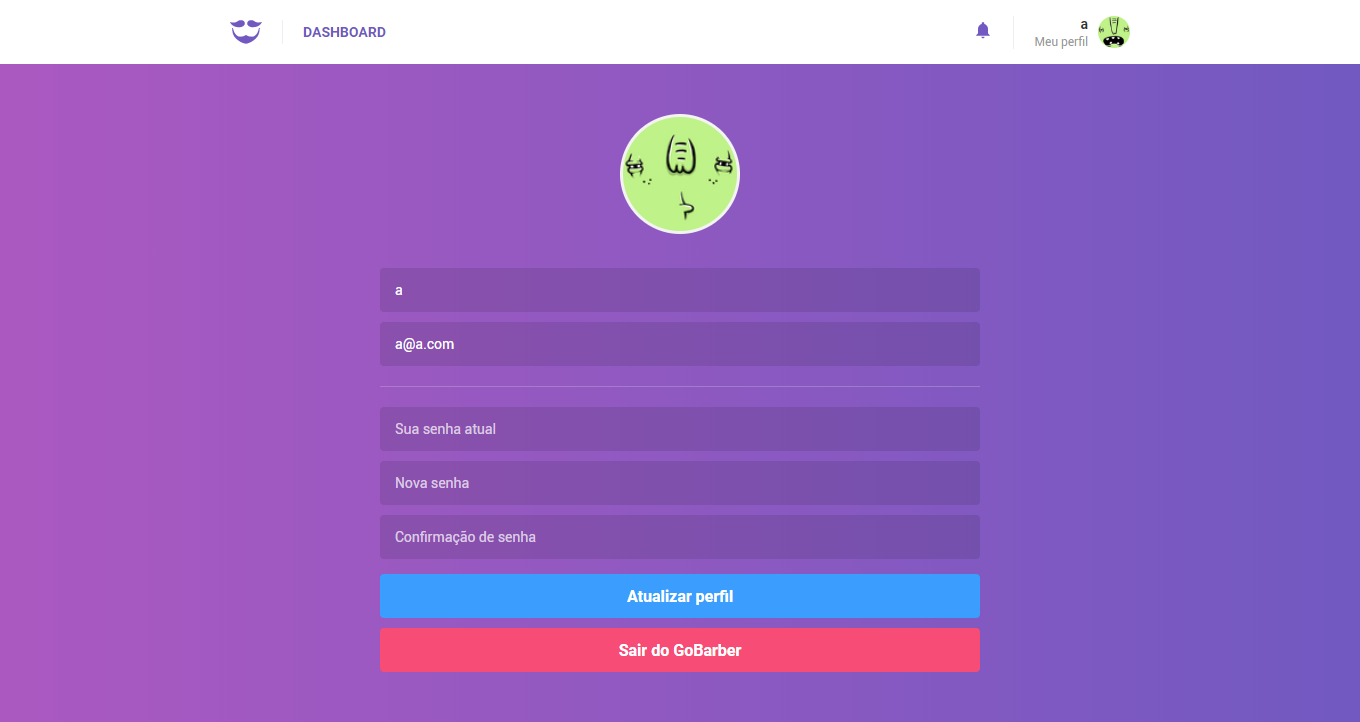 DASHBOARD
a
Meu perfil
a
a@a.com
Sua senha atual
Nova senha
Confirmação de senha
Atualizar perfil
Sair do GoBarber